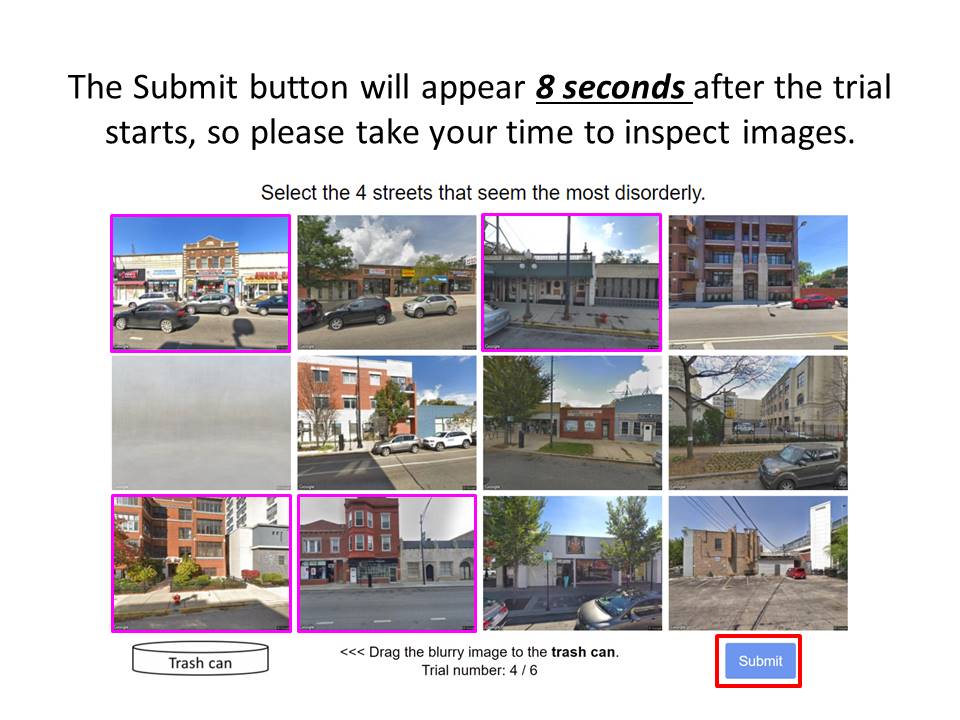 The Submit button will appear 8 seconds after the trial
starts, so please take your time to inspect images.
Select the 4 streets that seem the most disorderly.
Trash can
<<< Drag the blurry image to the trash can.
Trial number: 4 / 6
Submit